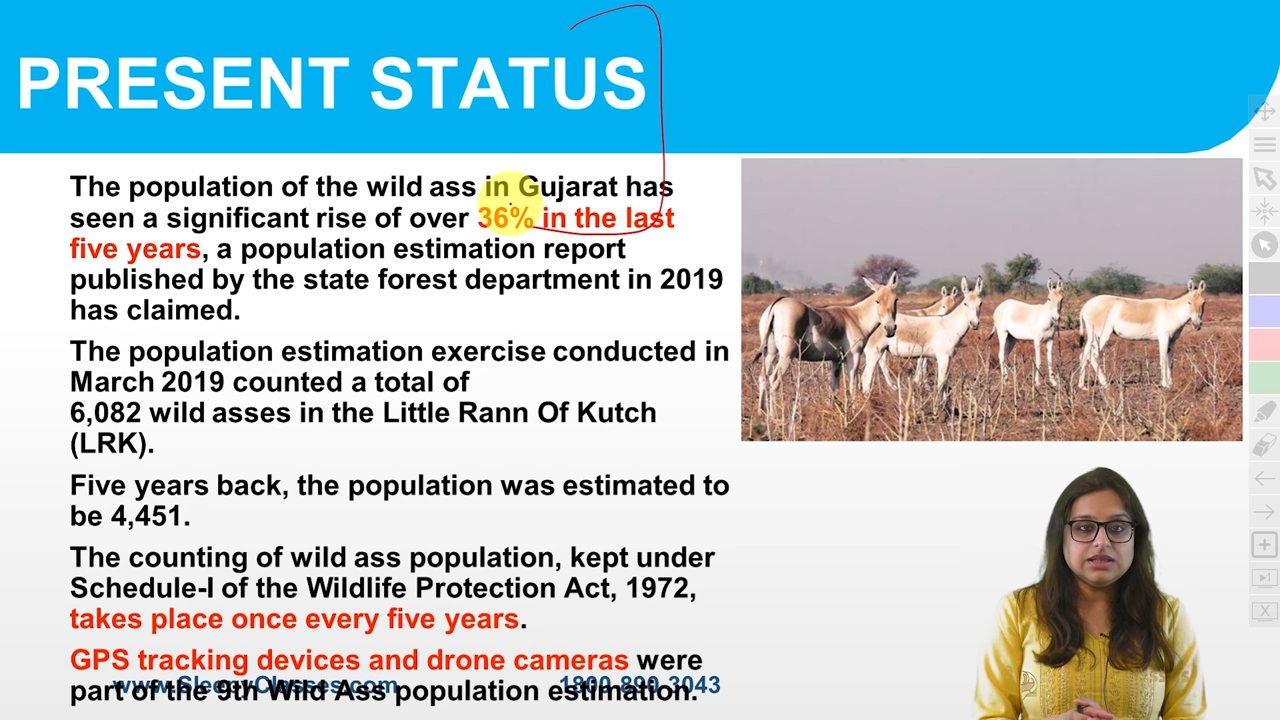 PRESENT STATUS
The population of the wild ass in Gujarat has
seen a significant rise of over 36% in the last
five years, a population estimation report
published by the state forest department in 2019
has claimed.
The population estimation exercise conducted in
March 2019 counted a total of
6,082 wild asses in the Little Rann Of Kutch
(LRK).
Five years back, the population was estimated to
be 4,451.
The counting of wild ass population, kept under
Schedule-I of the Wildlife Protection Act, 1972,
takes place once every five years.
GPS tracking devices and drone cameras were
www.SleepyClasses.com 1800-890-3043
part of the 9th Wild Ass population estimation.